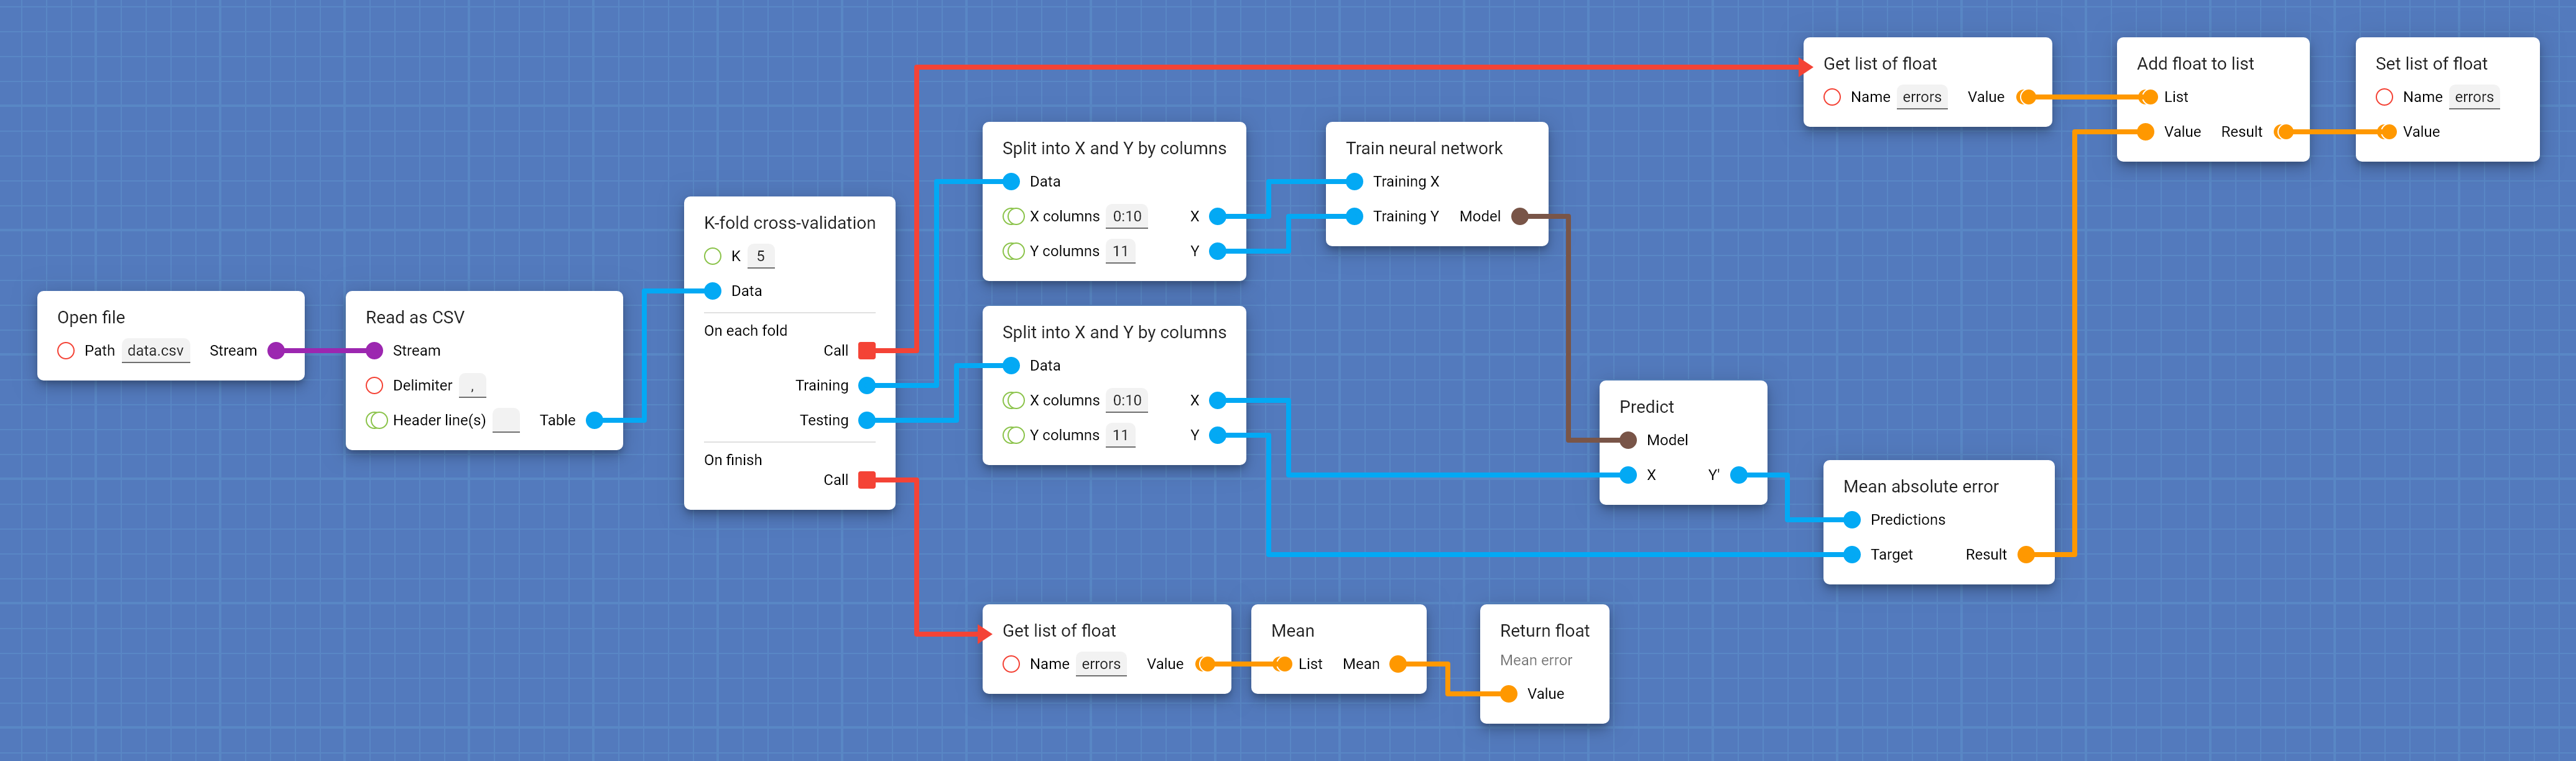 Open file
Path data.csv Stream
Read as CSV
Stream
Delimiter ,
Header line(s) Table
K-fold cross-validation
K 5
Data
On each fold
Call
Training
Testing
On finish
Call
Split into X and Y by columns
Data
X columns 0:10 X
Y columns 11 Y
Split into X and Y by columns
Data
X columns 0:10 X
Y columns 11 Y
Train neural network
Training X
Training Y Model
Predict
Model
X Y'
Mean absolute error
Predictions
Target Result
Get list of float
Name errors Value
Add float to list
List
Value Result
Set list of float
Name errors
Value
Get list of float
Name errors Value
Mean
List Mean
Return float
Mean error
Value